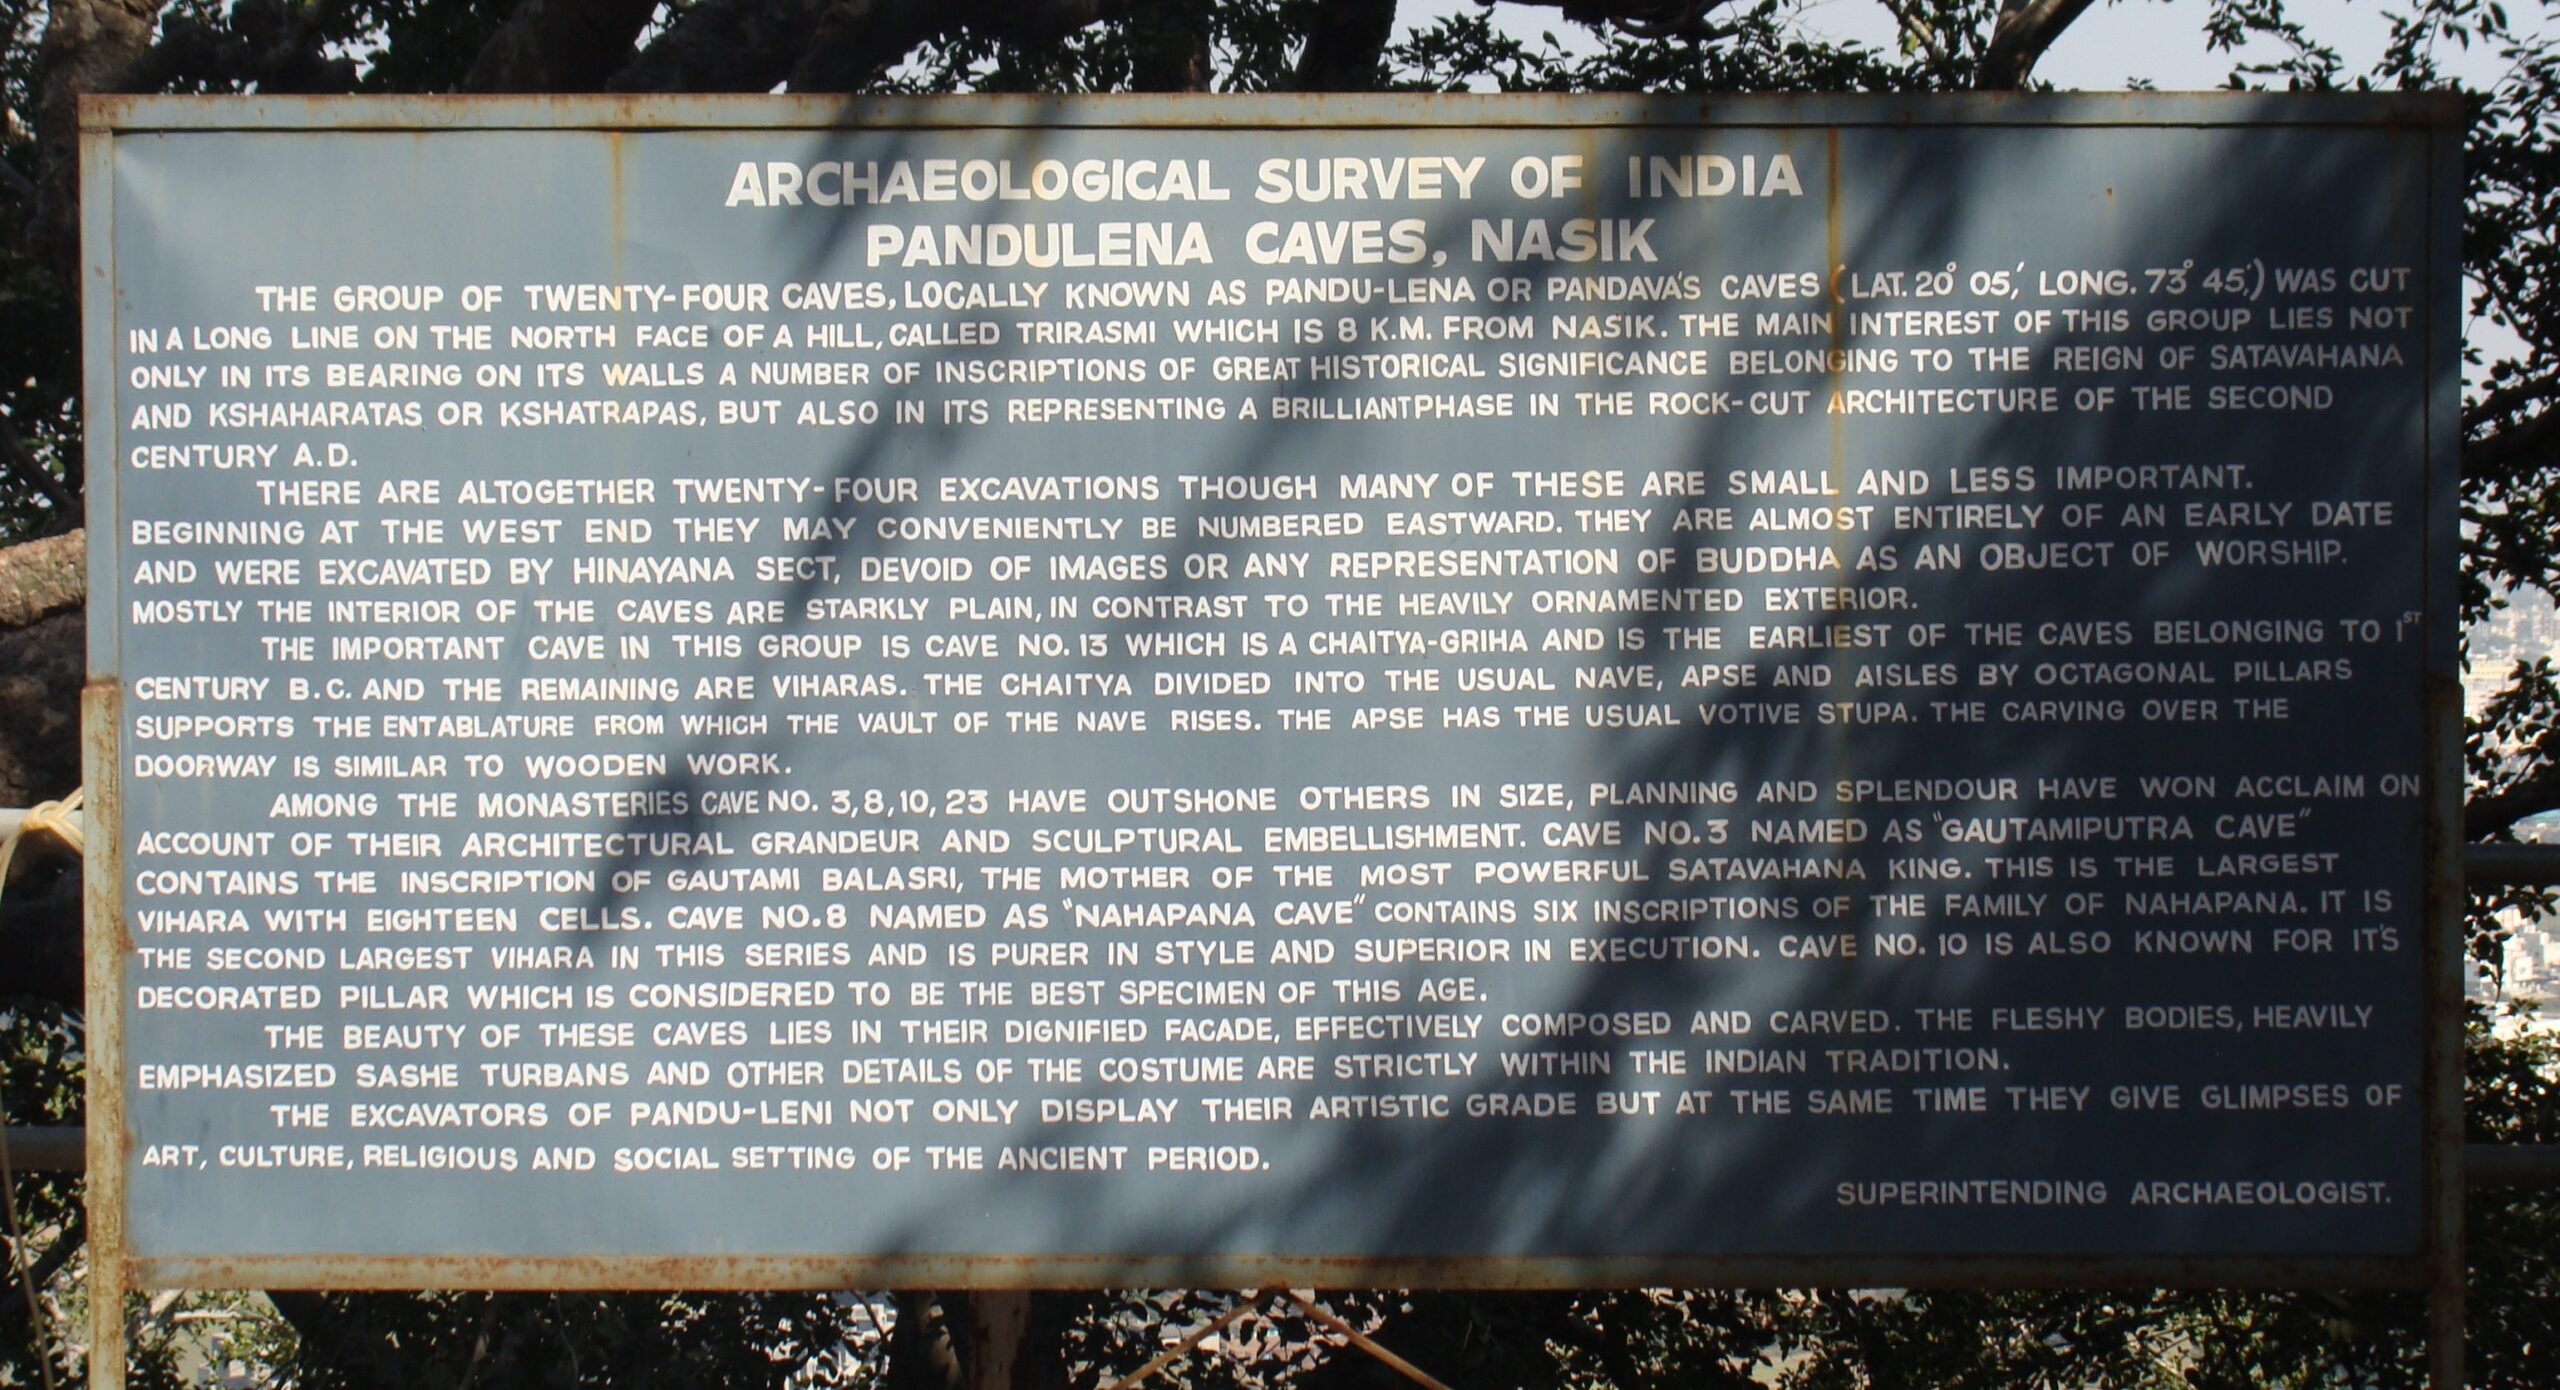 ARCHAEOLOGICAL SURVEY OF INDIA
PANDULENA CAVES, NASIK
THE GROUP OF TWENTY-FOUR CAVES, LOCALLY KNOWN AS PANDU-LENA OR PANDAVA'S CAVES (LAT. 20° 05', LONG. 73° 45',) WAS CUT
IN A LONG LINE ON THE NORTH FACE OF A HILL, CALLED TRIRASMI WHICH IS 8 K.M. FROM NASIK. THE MAIN INTEREST OF THIS GROUP LIES NOT
ONLY IN ITS BEARING ON ITS WALLS A NUMBER OF INSCRIPTIONS OF GREAT HISTORICAL SIGNIFICANCE BELONGING TO THE REIGN OF SATAVAHANA
AND KSHAHARATAS OR KSHATRAPAS, BUT ALSO IN ITS REPRESENTING A BRILLIANT PHASE IN THE ROCK-CUT ARCHITECTURE OF THE SECOND
CENTURY A.D.
THERE ARE ALTOGETHER TWENTY-FOUR EXCAVATIONS THOUGH MANY OF THESE ARE SMALL AND LESS IMPORTANT.
BEGINNING AT THE WEST END THEY MAY CONVENIENTLY BE NUMBERED EASTWARD. THEY ARE ALMOST ENTIRELY OF AN EARLY DATE
AND WERE EXCAVATED BY HINAYANA SECT, DEVOID OF IMAGES OR ANY REPRESENTATION OF BUDDHA AS AN OBJECT OF WORSHIP.
MOSTLY THE INTERIOR OF THE CAVES ARE STARKLY PLAIN, IN CONTRAST TO THE HEAVILY ORNAMENTED EXTERIOR.
THE IMPORTANT CAVE IN THIS GROUP IS CAVE NO. 13 WHICH IS A CHAITYA-GRIHA AND IS THE EARLIEST OF THE CAVES BELONGING TO 1ST
CENTURY B.C. AND THE REMAINING ARE VIHARAS. THE CHAITYA DIVIDED INTO THE USUAL NAVE, APSE AND AISLES BY OCTAGONAL PILLARS
SUPPORTS THE ENTABLATURE FROM WHICH THE VAULT OF THE NAVE RISES. THE APSE HAS THE USUAL VOTIVE STUPA. THE CARVING OVER THE
DOORWAY IS SIMILAR TO WOODEN WORK.
AMONG THE MONASTERIES CAVE NO. 3,8,10,23 HAVE OUTSHONE OTHERS IN SIZE, PLANNING AND SPLENDOUR HAVE WON ACCLAIM ON
ACCOUNT OF THEIR ARCHITECTURAL GRANDEUR AND SCULPTURAL EMBELLISHMENT. CAVE NO.3 NAMED AS "GAUTAMIPUTRA CAVE"
CONTAINS THE INSCRIPTION OF GAUTAMI BALASRI, THE MOTHER OF THE MOST POWERFUL SATAVAHANA KING. THIS IS THE LARGEST
VIHARA WITH EIGHTEEN CELLS. CAVE NO.8 NAMED AS "NAHAPANA CAVE" CONTAINS SIX INSCRIPTIONS OF THE FAMILY OF NAHAPANA. IT IS
THE SECOND LARGEST VIHARA IN THIS SERIES AND IS PURER IN STYLE AND SUPERIOR IN EXECUTION. CAVE NO. 10 IS ALSO KNOWN FOR IT'S
DECORATED PILLAR WHICH IS CONSIDERED TO BE THE BEST SPECIMEN OF THIS AGE.
THE BEAUTY OF THESE CAVES LIES IN THEIR DIGNIFIED FACADE, EFFECTIVELY COMPOSED AND CARVED. THE FLESHY BODIES, HEAVILY
EMPHASIZED SASHE TURBANS AND OTHER DETAILS OF THE COSTUME ARE STRICTLY WITHIN THE INDIAN TRADITION.
THE EXCAVATORS OF PANDU-LENI NOT ONLY DISPLAY THEIR ARTISTIC GRADE BUT AT THE SAME TIME THEY GIVE GLIMPSES OF
ART, CULTURE, RELIGIOUS AND SOCIAL SETTING OF THE ANCIENT PERIOD.
SUPERINTENDING ARCHAEOLOGIST.